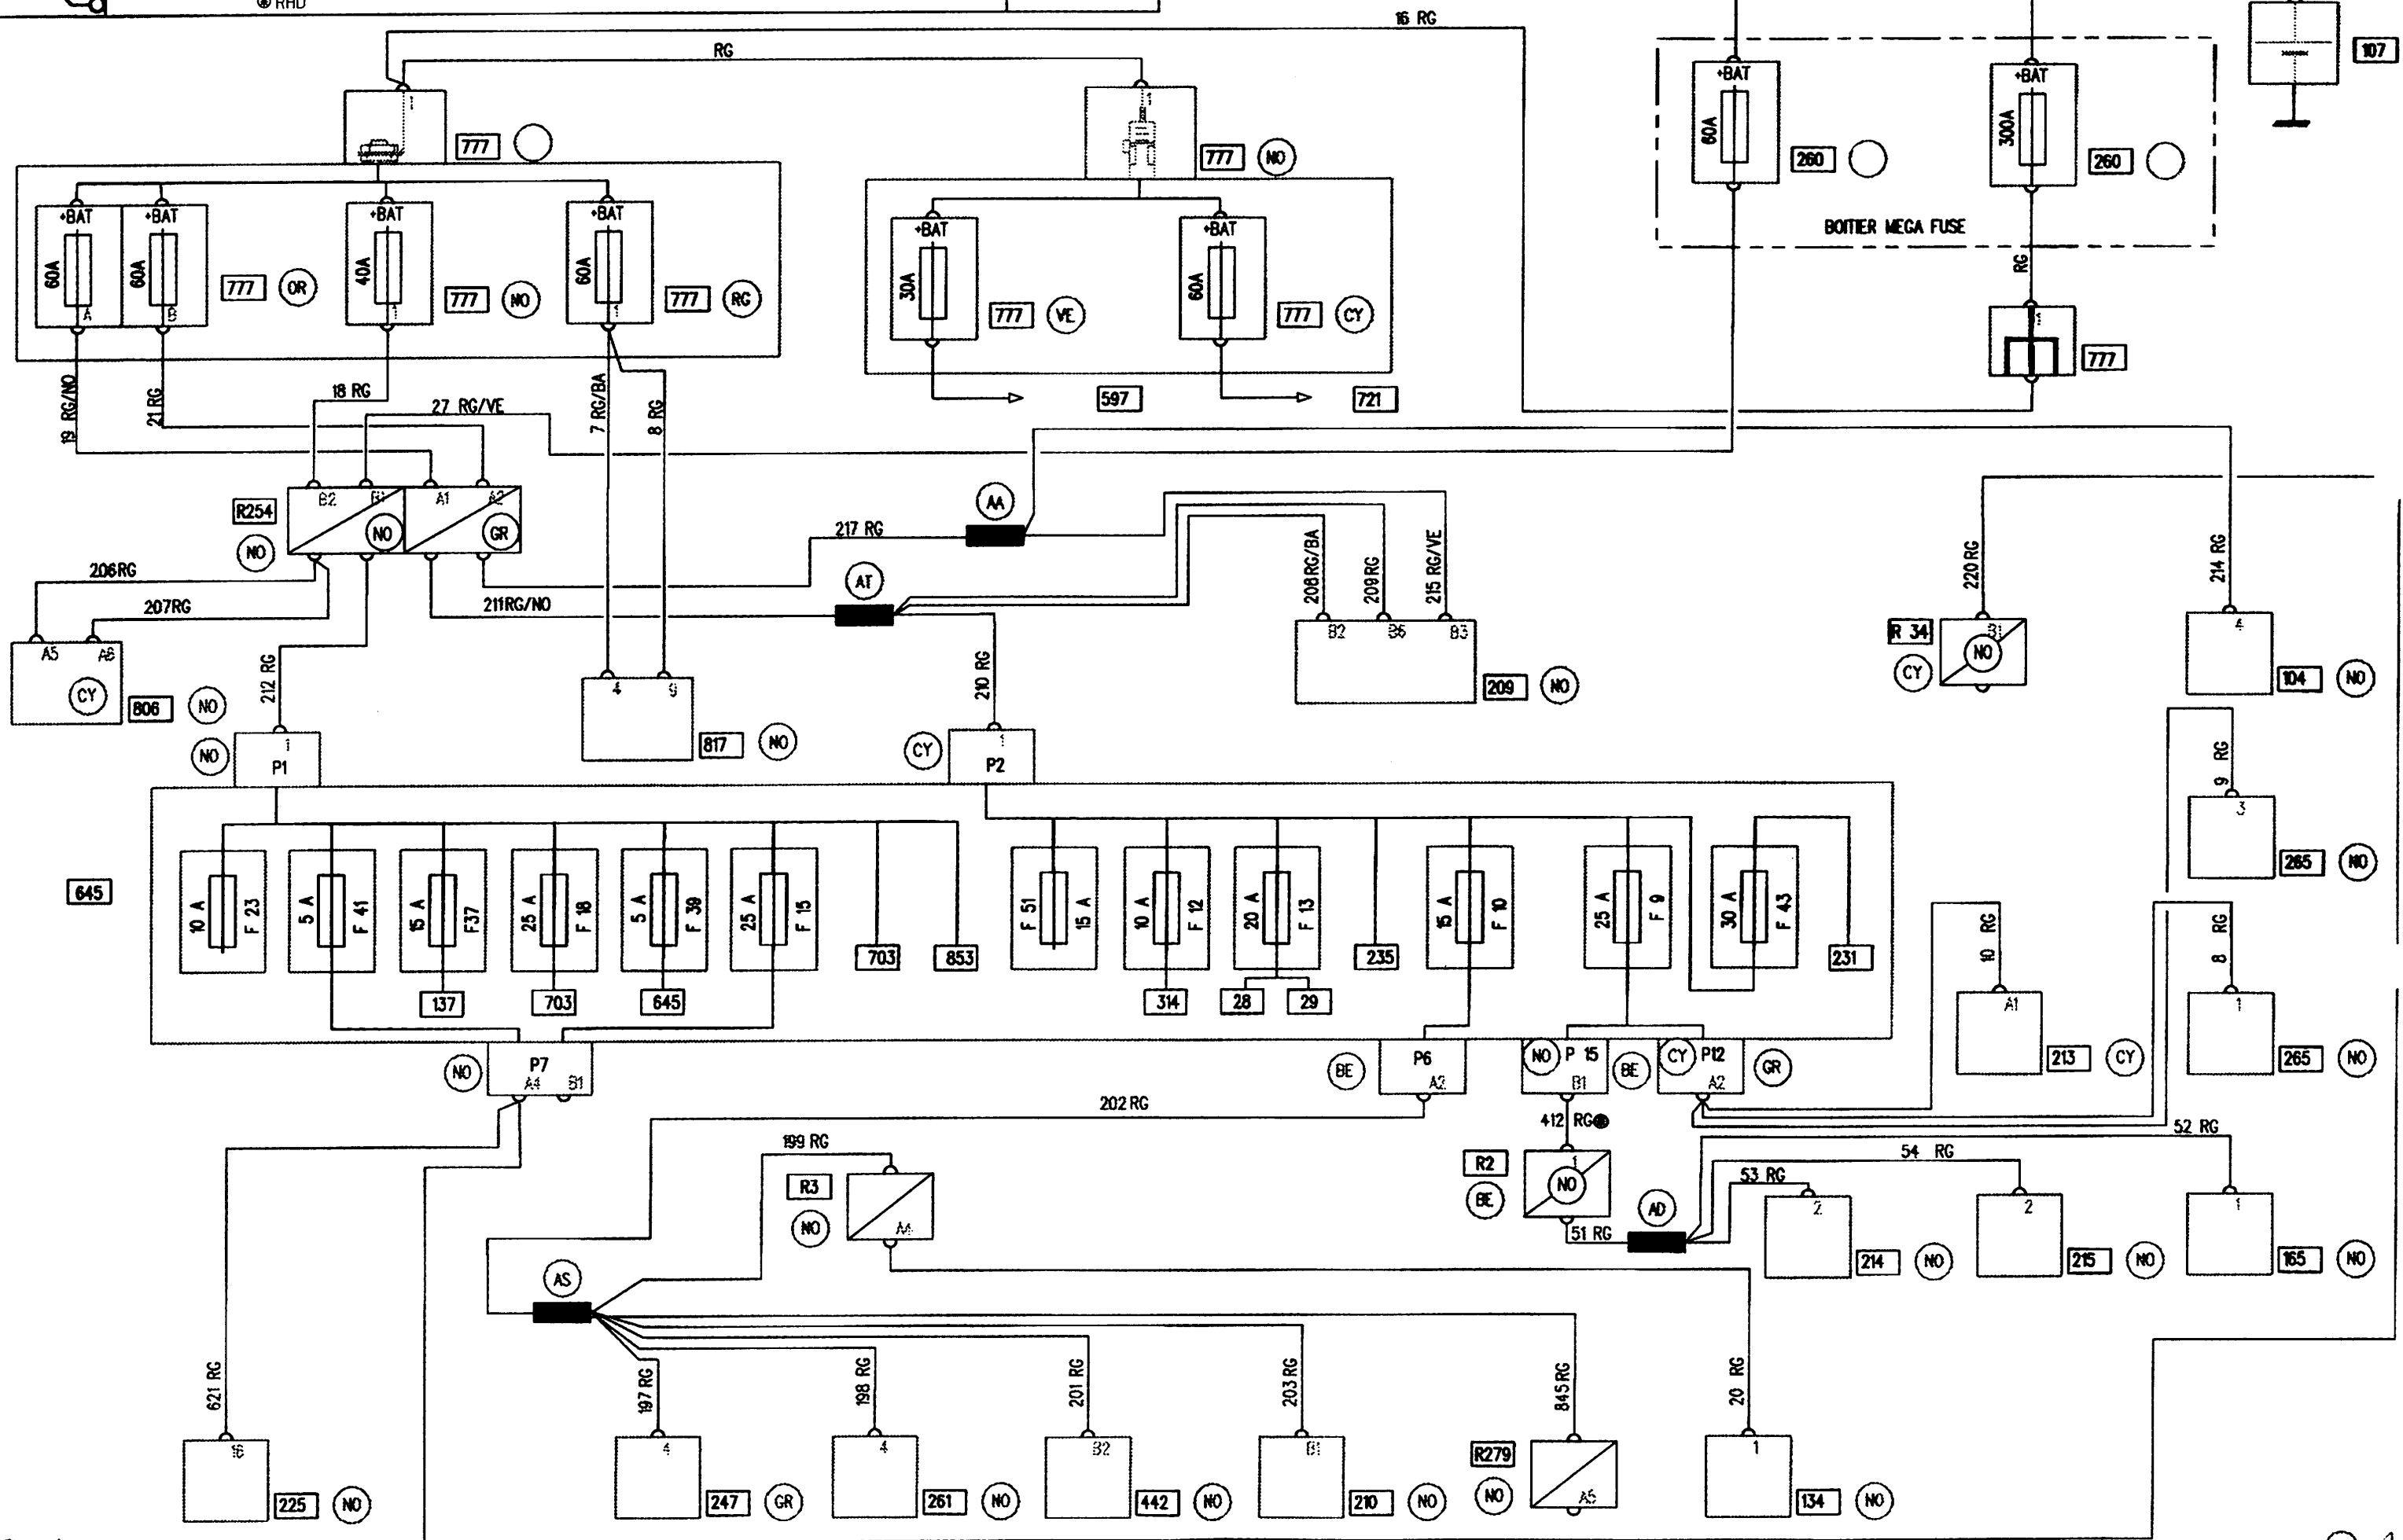 ® RHD
16 RG
RG
107
+BAT
60A
+BAT
300A
260
260
BOITIER MEGA FUSE
RG
1
777
1
777
1
777 NO
+BAT +BAT +BAT +BAT
60A 60A 40A 60A
A B 1 1
777 OR 777 NO 777 RG
+BAT +BAT
30A 60A
777 VE 777 CY
597 721
19 RG/NO
21 RG
18 RG
27 RG/VE
7 RG/BA
8 RG
R254
B2 B1 A1 A2
NO GR
NO
206RG
207RG
217 RG
AA
AT
211RG/NO
208RG/BA
209RG
215 RG/VE
220RG
214 RG
A5 A6
CY
806 NO
212 RG
4 9
817 NO
210 RG
B2 B6 B3
209 NO
R 34
B1
NO
CY
4
104 NO
NO
1
P1
CY
1
P2
9 RG
3
265 NO
645
10 A F 23
5 A F 41
15 A F37
25 A F 18
5 A F 39
25 A F 15
703
853
F 51 15 A
10 A F 12
20 A F 13
235
15 A F 10
25 A F 9
30 A F 43
231
137
703
645
314
28
29
10 RG
A1
213 CY
8 RG
1
265 NO
NO
P7
A4 B1
BE
P6
A2
NO P 15
B1
BE
CY P12
A2
GR
202 RG
412 RG®
199 RG
R3
NO
A4
R2
BE
1
NO
51 RG
AD
52 RG
54 RG
53 RG
2
214 NO
2
215 NO
1
165 NO
AS
621 RG
197 RG
198 RG
201 RG
203 RG
845 RG
20 RG
16
225 NO
4
247 GR
4
261 NO
B2
442 NO
B1
210 NO
R279
NO
A5
1
134 NO